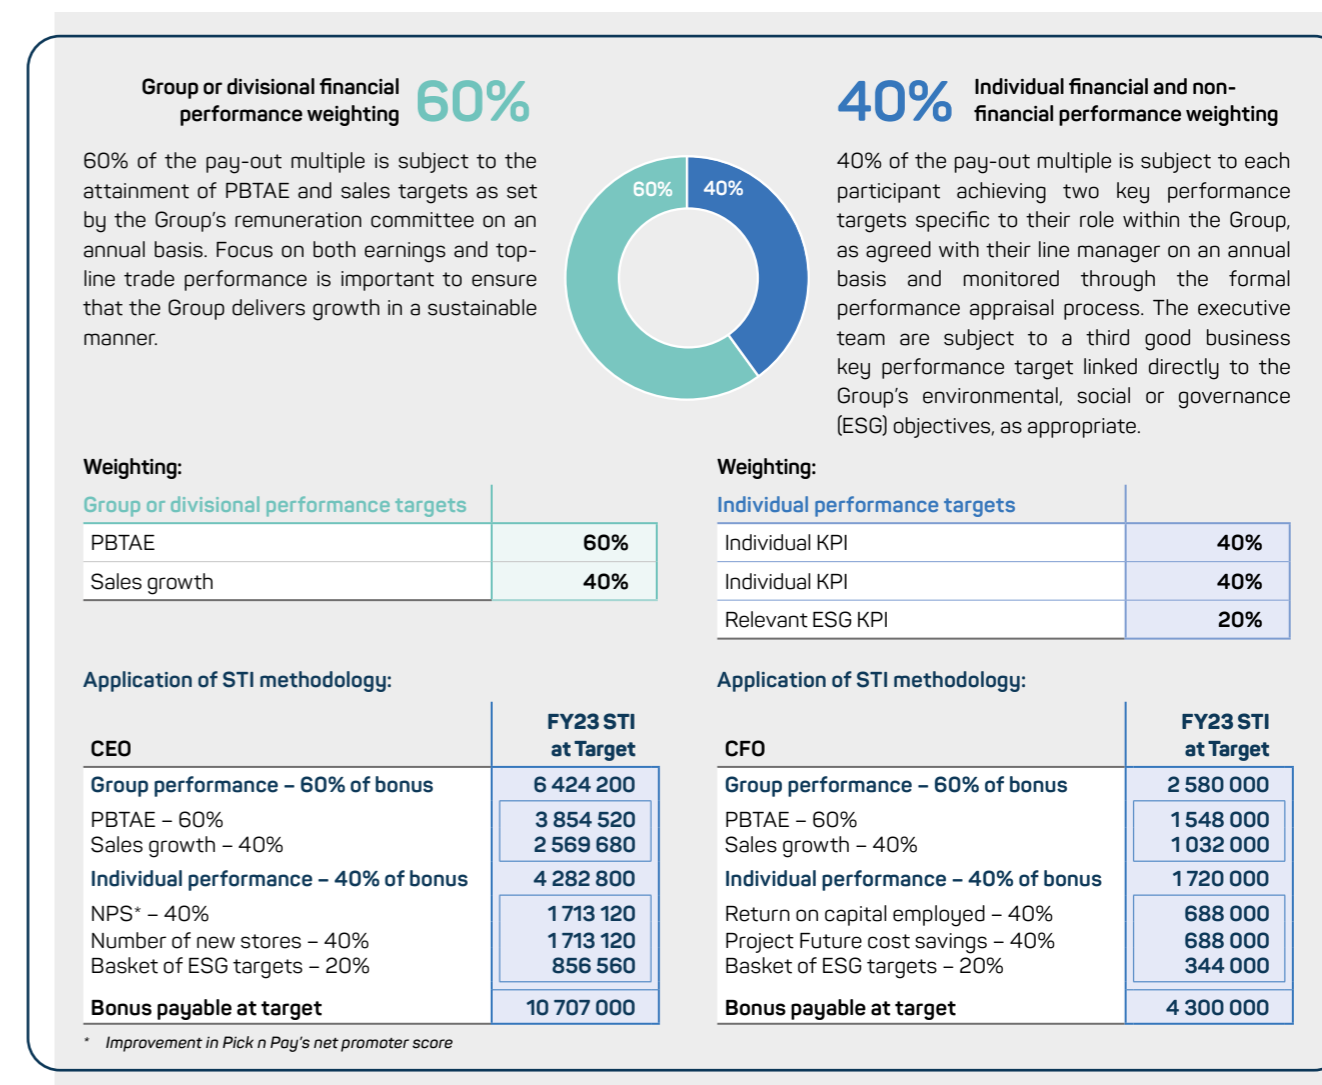 Group or divisional financial
performance weighting
60%
60% of the pay-out multiple is subject to the
attainment of PBTAE and sales targets as set
by the Group's remuneration committee on an
annual basis. Focus on both earnings and top-
line trade performance is important to ensure
that the Group delivers growth in a sustainable
manner.
60%
40%
40%
Individual financial and non-
financial performance weighting
40% of the pay-out multiple is subject to each
participant achieving two key performance
targets specific to their role within the Group,
as agreed with their line manager on an annual
basis and monitored through the formal
performance appraisal process. The executive
team are subject to a third good business
key performance target linked directly to the
Group's environmental, social or governance
(ESG) objectives, as appropriate.
Weighting:
Group or divisional performance targets
PBTAE 60%
Sales growth 40%
Weighting:
Individual performance targets
Individual KPI 40%
Individual KPI 40%
Relevant ESG KPI 20%
Application of STI methodology:
FY23 STI
CEO at Target
Group performance – 60% of bonus 6 424 200
PBTAE – 60% 3 854 520
Sales growth – 40% 2 569 680
Individual performance – 40% of bonus 4 282 800
NPS* – 40% 1 713 120
Number of new stores – 40% 1 713 120
Basket of ESG targets – 20% 856 560
Bonus payable at target 10 707 000
* Improvement in Pick n Pay's net promoter score
Application of STI methodology:
FY23 STI
CFO at Target
Group performance – 60% of bonus 2 580 000
PBTAE – 60% 1 548 000
Sales growth – 40% 1 032 000
Individual performance – 40% of bonus 1 720 000
Return on capital employed – 40% 688 000
Project Future cost savings – 40% 688 000
Basket of ESG targets – 20% 344 000
Bonus payable at target 4 300 000